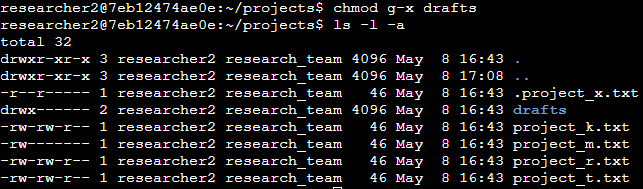 researcher2@7eb12474ae0e:~/projects$ chmod g-x drafts
researcher2@7eb12474ae0e:~/projects$ ls -l -a
total 32
drwxr-xr-x 3 researcher2 research_team 4096 May  8 16:43 .
drwxr-xr-x 3 researcher2 research_team 4096 May  8 17:08 ..
-r--r----- 1 researcher2 research_team   46 May  8 16:43 .project_x.txt
drwx------ 2 researcher2 research_team 4096 May  8 16:43 drafts
-rw-rw-r-- 1 researcher2 research_team   46 May  8 16:43 project_k.txt
-rw------- 1 researcher2 research_team   46 May  8 16:43 project_m.txt
-rw-rw-r-- 1 researcher2 research_team   46 May  8 16:43 project_r.txt
-rw-rw-r-- 1 researcher2 research_team   46 May  8 16:43 project_t.txt